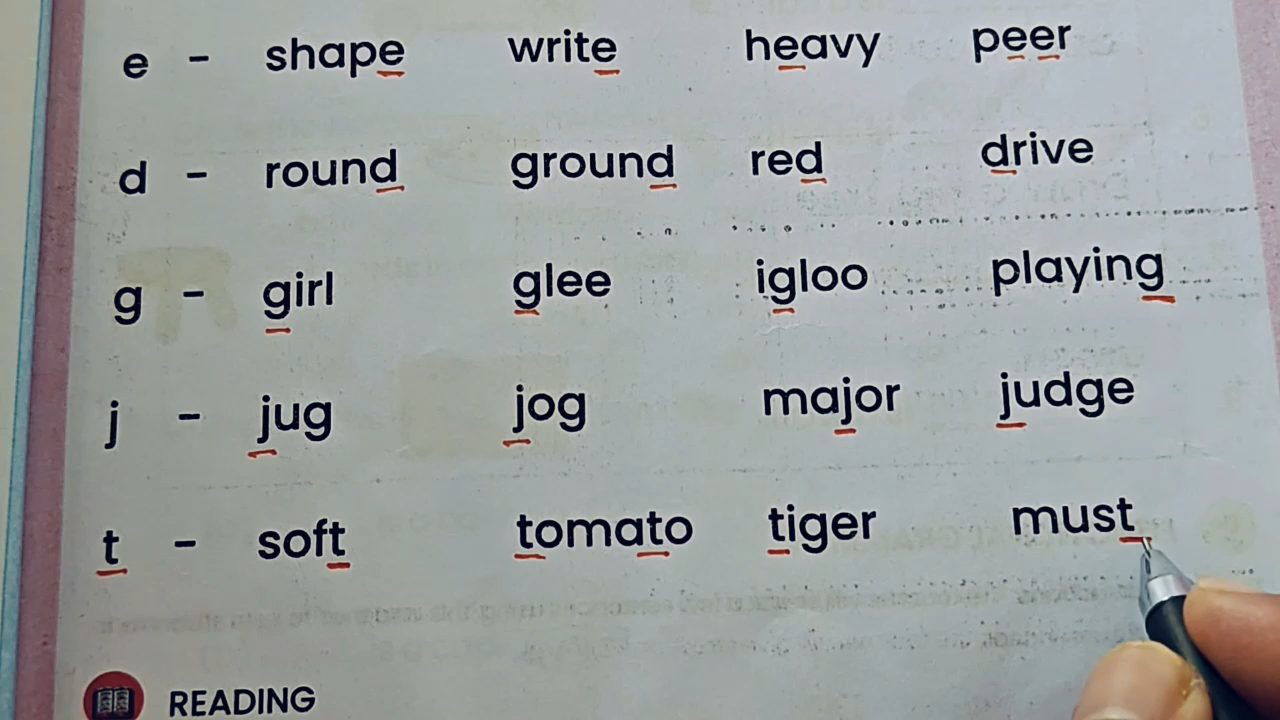 e - shape write heavy peer
d - round ground red drive
g - girl glee igloo playing
j - jug jog major judge
t - soft tomato tiger must
READING